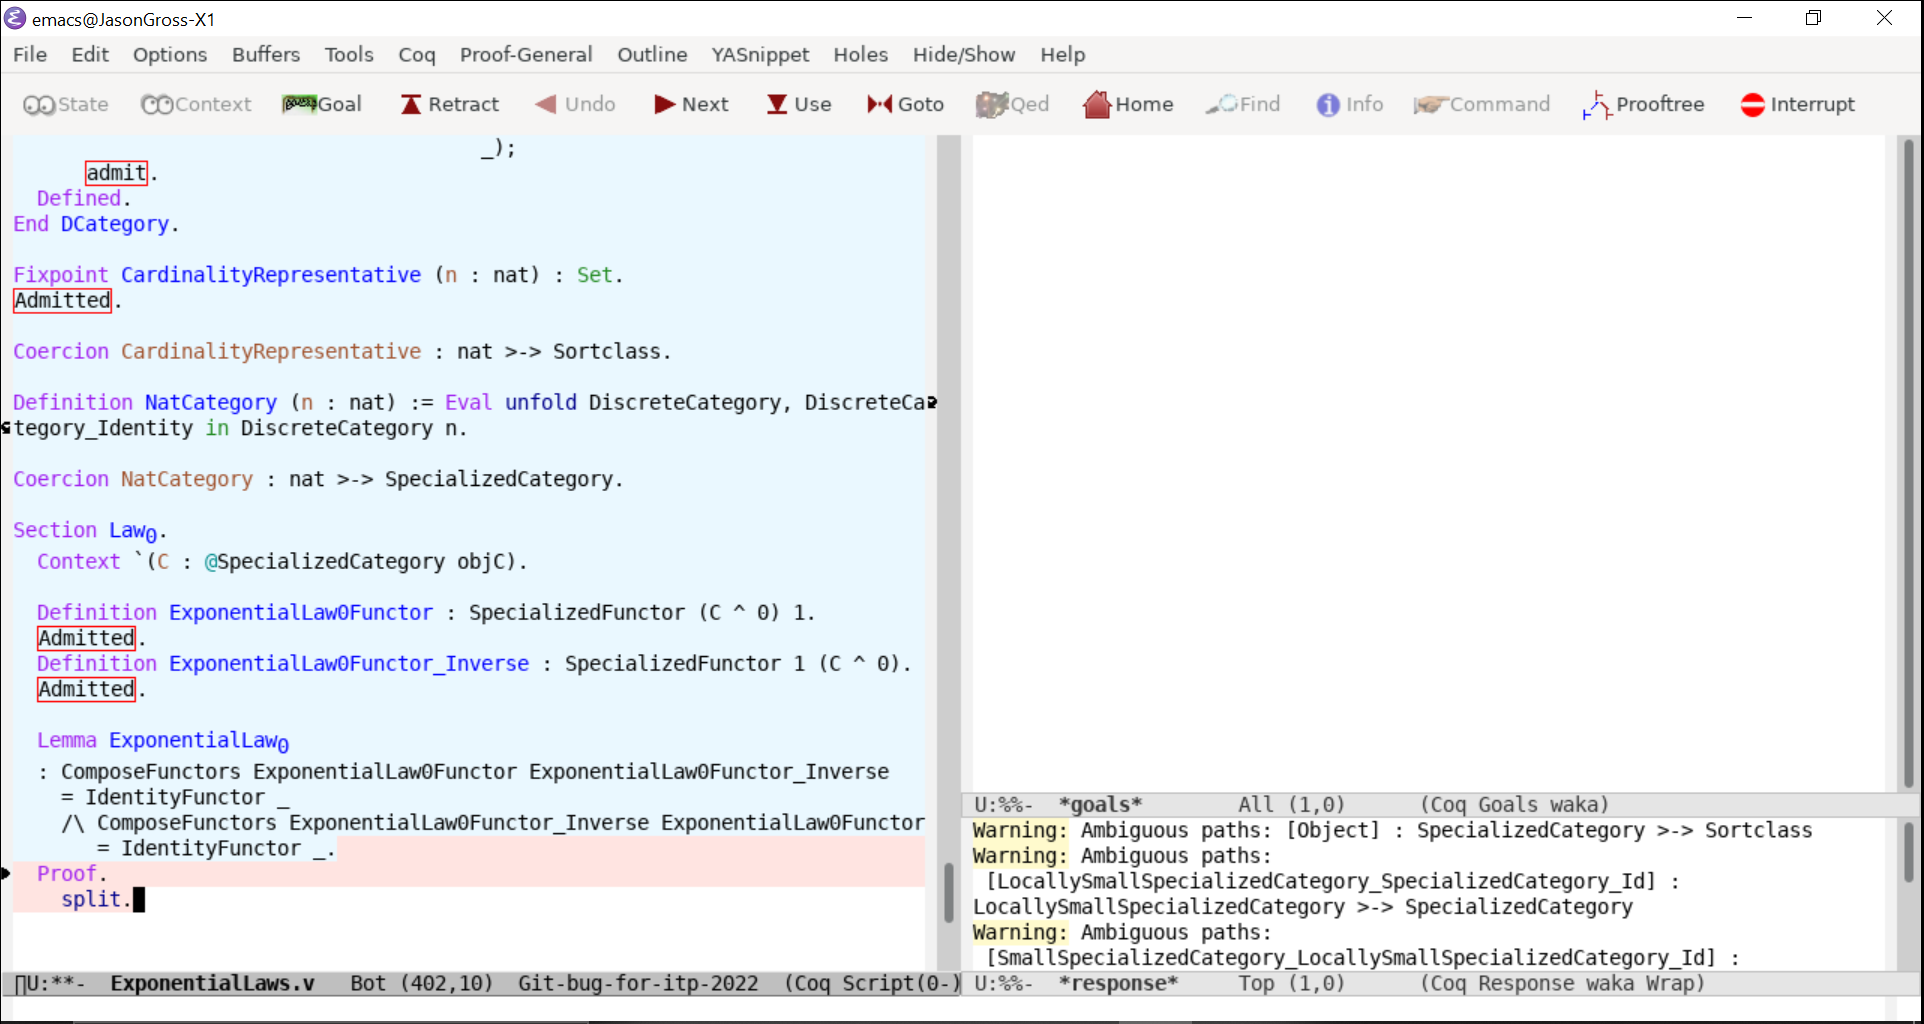 emacs@JasonGross-X1
File Edit Options Buffers Tools Coq Proof-General Outline YASnippet Holes Hide/Show Help
State Context Goal Retract Undo Next Use Goto Qed Home Find Info Command Prooftree Interrupt
_);
admit.
Defined.
End DCategory.
Fixpoint CardinalityRepresentative (n : nat) : Set.
Admitted.
Coercion CardinalityRepresentative : nat >-> Sortclass.
Definition NatCategory (n : nat) := Eval unfold DiscreteCategory, DiscreteCa
tegory_Identity in DiscreteCategory n.
Coercion NatCategory : nat >-> SpecializedCategory.
Section Law₀.
Context `(C : @SpecializedCategory objC).
Definition ExponentialLaw0Functor : SpecializedFunctor (C ^ 0) 1.
Admitted.
Definition ExponentialLaw0Functor_Inverse : SpecializedFunctor 1 (C ^ 0).
Admitted.
Lemma ExponentialLaw₀
: ComposeFunctors ExponentialLaw0Functor ExponentialLaw0Functor_Inverse
= IdentityFunctor _
/\ ComposeFunctors ExponentialLaw0Functor_Inverse ExponentialLaw0Functor
= IdentityFunctor _.
Proof.
split.
U:**- ExponentialLaws.v Bot (402,10) Git-bug-for-itp-2022 (Coq Script(0-)
U:%%- *goals* All (1,0) (Coq Goals waka)
Warning: Ambiguous paths: [Object] : SpecializedCategory >-> Sortclass
Warning: Ambiguous paths:
[LocallySmallSpecializedCategory_SpecializedCategory_Id] :
LocallySmallSpecializedCategory >-> SpecializedCategory
Warning: Ambiguous paths:
[SmallSpecializedCategory_LocallySmallSpecializedCategory_Id] :
U:%%- *response* Top (1,0) (Coq Response waka Wrap)